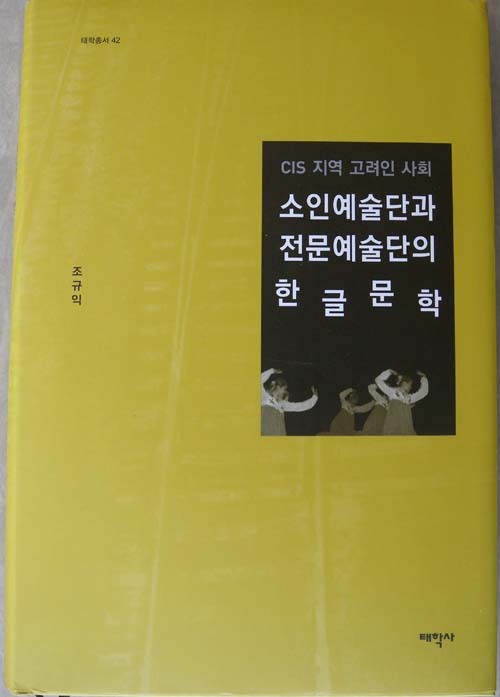 태학총서 42
CIS 지역 고려인 사회
소인예술단과
전문예술단의
한글문학
조규익
태학사